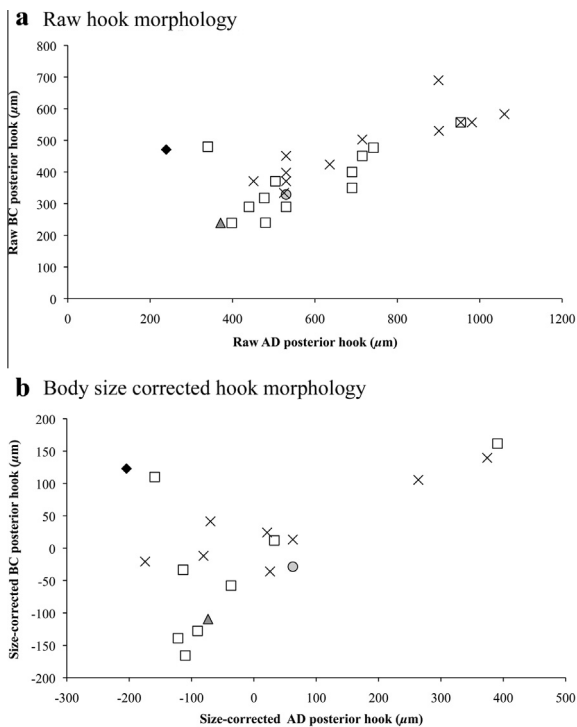 a Raw hook morphology
800
700
600
500
400
300
200
100
0
Raw BC posterior hook (µm)
0 200 400 600 800 1000 1200
Raw AD posterior hook (µm)
b Body size corrected hook morphology
200
150
100
50
0
-50
-100
-150
-200
Size-corrected BC posterior hook (µm)
-300 -200 -100 0 100 200 300 400 500
Size-corrected AD posterior hook (µm)